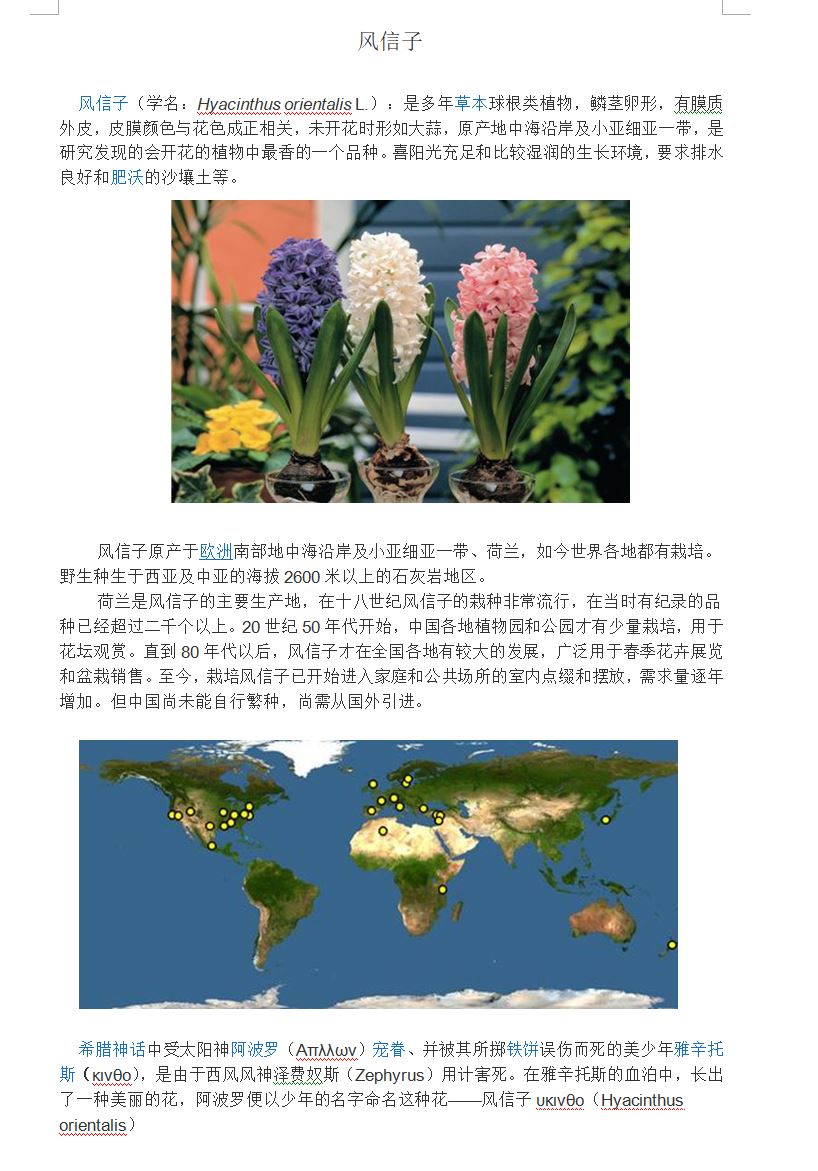 风信子
风信子（学名：Hyacinthus orientalis L.）：是多年草本球根类植物，鳞茎卵形，有膜质
外皮，皮膜颜色与花色成正相关，未开花时形如大蒜，原产地中海沿岸及小亚细亚一带，是
研究发现的会开花的植物中最香的一个品种。喜阳光充足和比较湿润的生长环境，要求排水
良好和肥沃的沙壤土等。
风信子原产于欧洲南部地中海沿岸及小亚细亚一带、荷兰，如今世界各地都有栽培。
野生种生于西亚及中亚的海拔 2600 米以上的石灰岩地区。
荷兰是风信子的主要生产地，在十八世纪风信子的栽种非常流行，在当时有纪录的品
种已经超过二千个以上。20 世纪 50 年代开始，中国各地植物园和公园才有少量栽培，用于
花坛观赏。直到 80 年代以后，风信子才在全国各地有较大的发展，广泛用于春季花卉展览
和盆栽销售。至今，栽培风信子已开始进入家庭和公共场所的室内点缀和摆放，需求量逐年
增加。但中国尚未能自行繁种，尚需从国外引进。
希腊神话中受太阳神阿波罗（Απλλων）宠眷、并被其所掷铁饼误伤而死的美少年雅辛托
斯（κινθο），是由于西风风神泽费奴斯（Zephyrus）用计害死。在雅辛托斯的血泊中，长出
了一种美丽的花，阿波罗便以少年的名字命名这种花——风信子 υκινθο（Hyacinthus
orientalis）